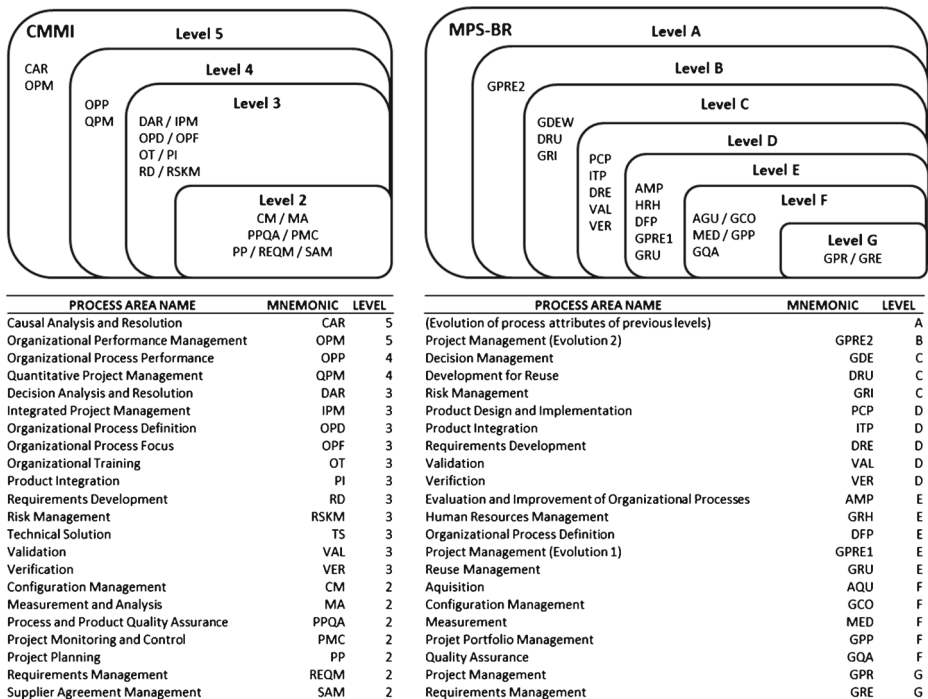 CMMI
Level 5
CAR
OPM
Level 4
OPP
QPM
Level 3
DAR / IPM
OPD / OPF
OT / PI
RD / RSKM
Level 2
CM / MA
PPQA / PMC
PP / REQM / SAM
MPS-BR
Level A
Level B
GPRE2
Level C
GDEW
DRU
GRI
Level D
PCP
ITP
DRE
VAL
VER
Level E
AMP
HRH
DFP
GPRE1
GRU
Level F
AGU / GCO
MED / GPP
GQA
Level G
GPR / GRE
PROCESS AREA NAME MNEMONIC LEVEL
Causal Analysis and Resolution CAR 5
Organizational Performance Management OPM 5
Organizational Process Performance OPP 4
Quantitative Project Management QPM 4
Decision Analysis and Resolution DAR 3
Integrated Project Management IPM 3
Organizational Process Definition OPD 3
Organizational Process Focus OPF 3
Organizational Training OT 3
Product Integration PI 3
Requirements Development RD 3
Risk Management RSKM 3
Technical Solution TS 3
Validation VAL 3
Verification VER 3
Configuration Management CM 2
Measurement and Analysis MA 2
Process and Product Quality Assurance PPQA 2
Project Monitoring and Control PMC 2
Project Planning PP 2
Requirements Management REQM 2
Supplier Agreement Management SAM 2
PROCESS AREA NAME MNEMONIC LEVEL
(Evolution of process attributes of previous levels) A
Project Management (Evolution 2) GPRE2 B
Decision Management GDE C
Development for Reuse DRU C
Risk Management GRI C
Product Design and Implementation PCP D
Product Integration ITP D
Requirements Development DRE D
Validation VAL D
Verifiction VER D
Evaluation and Improvement of Organizational Processes AMP E
Human Resources Management GRH E
Organizational Process Definition DFP E
Project Management (Evolution 1) GPRE1 E
Reuse Management GRU E
Aquisition AQU F
Configuration Management GCO F
Measurement MED F
Projet Portfolio Management GPP F
Quality Assurance GQA F
Project Management GPR G
Requirements Management GRE G